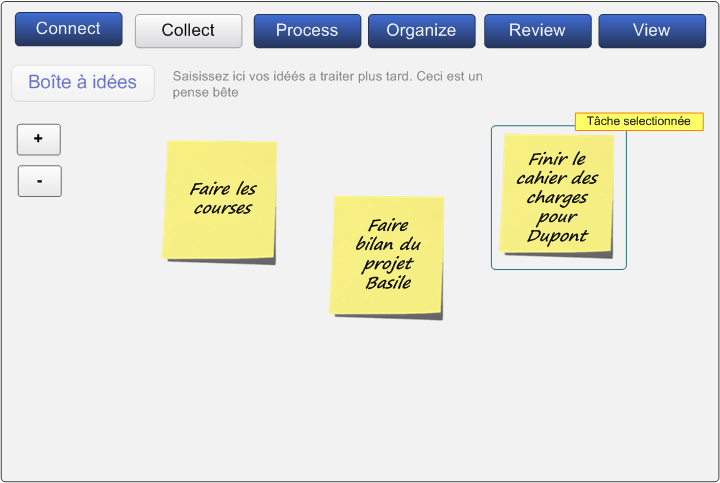 Connect
Collect
Process
Organize
Review
View
Boîte à idées
Saisissez ici vos idéés a traiter plus tard. Ceci est un
pense bête
Tâche selectionnée
+
-
Faire les
courses
Faire
bilan du
projet
Basile
Finir le
cahier des
charges
pour
Dupont